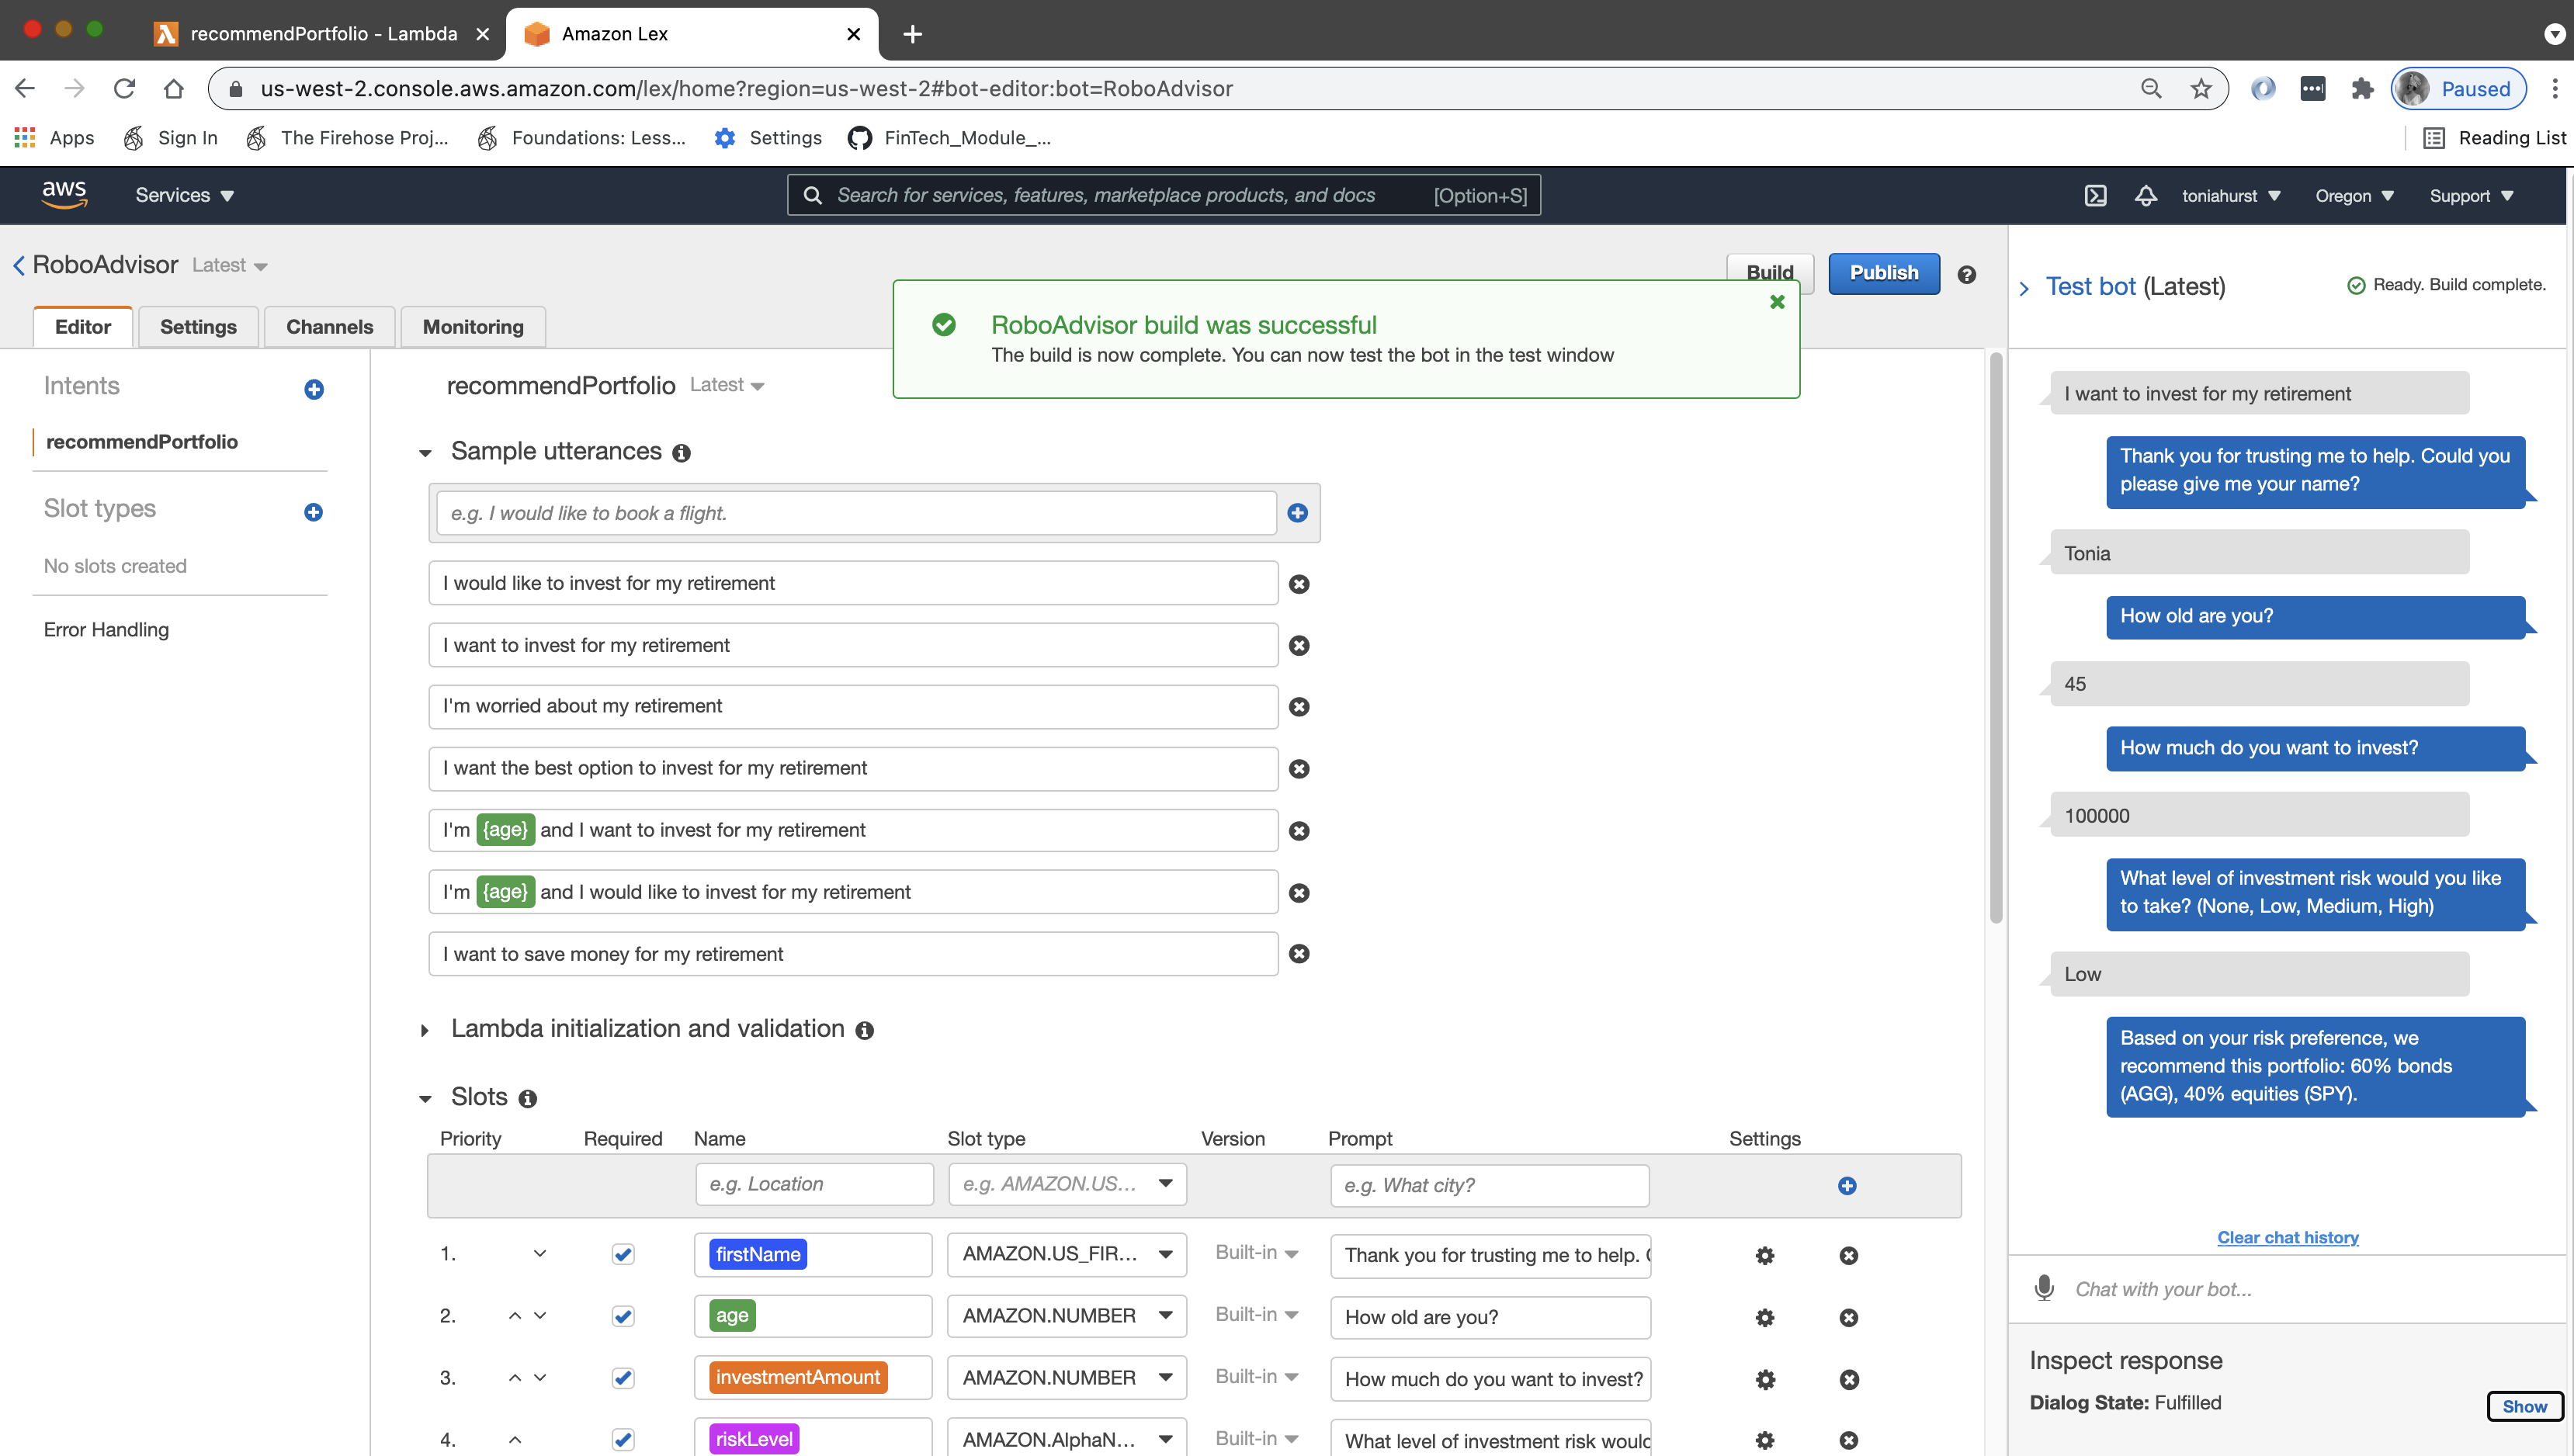 recommendPortfolio - Lambda
Amazon Lex
us-west-2.console.aws.amazon.com/lex/home?region=us-west-2#bot-editor:bot=RoboAdvisor
Paused
Apps
Sign In
The Firehose Proj...
Foundations: Less...
Settings
FinTech_Module_...
Reading List
aws
Services
Search for services, features, marketplace products, and docs
[Option+S]
toniahurst
Oregon
Support
RoboAdvisor Latest
Build
Publish
Editor
Settings
Channels
Monitoring
RoboAdvisor build was successful
The build is now complete. You can now test the bot in the test window
Intents
recommendPortfolio
Slot types
No slots created
Error Handling
recommendPortfolio Latest
Sample utterances
e.g. I would like to book a flight.
I would like to invest for my retirement
I want to invest for my retirement
I'm worried about my retirement
I want the best option to invest for my retirement
I'm {age} and I want to invest for my retirement
I'm {age} and I would like to invest for my retirement
I want to save money for my retirement
Lambda initialization and validation
Slots
Priority Required Name Slot type Version Prompt Settings
e.g. Location e.g. AMAZON.US... e.g. What city?
1. firstName AMAZON.US_FIR... Built-in Thank you for trusting me to help.
2. age AMAZON.NUMBER Built-in How old are you?
3. investmentAmount AMAZON.NUMBER Built-in How much do you want to invest?
4. riskLevel AMAZON.AlphaN... Built-in What level of investment risk would
Test bot (Latest)
Ready. Build complete.
I want to invest for my retirement
Thank you for trusting me to help. Could you
please give me your name?
Tonia
How old are you?
45
How much do you want to invest?
100000
What level of investment risk would you like
to take? (None, Low, Medium, High)
Low
Based on your risk preference, we
recommend this portfolio: 60% bonds
(AGG), 40% equities (SPY).
Clear chat history
Chat with your bot...
Inspect response
Dialog State: Fulfilled
Show